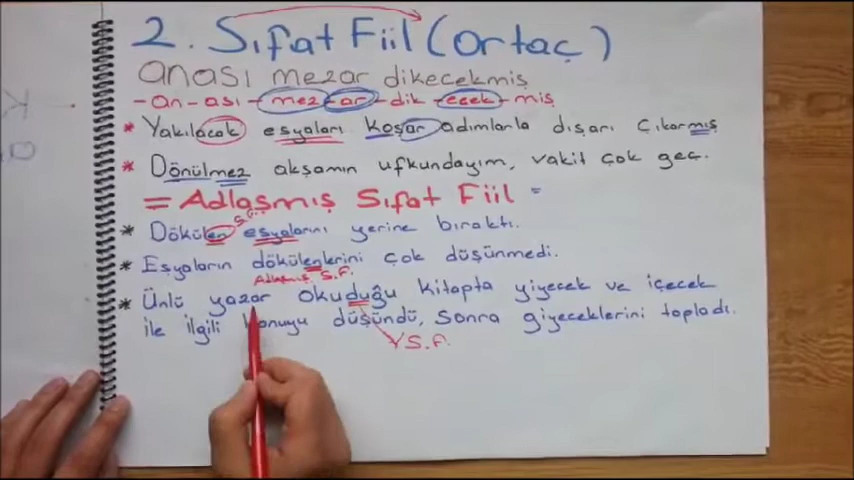 2. Sıfat Fiil (Ortaç)
anası mezar dikecekmiş
-an-ası-mez-ar-dik-ecek-miş
* Yakılacak eşyaları koşar adımlarla dışarı çıkarmış
* Dönülmez akşamın ufkundayım, vakit çok geç.
= Adlaşmış Sıfat Fiil =
S.F.
* Dökülen eşyalarını yerine bıraktı.
* Eşyaların dökülenlerini çok düşünmedi.
Adlaşmış S.F.
* Ünlü yazar okuduğu kitapta yiyecek ve içecek
ile ilgili konuyu düşündü, sonra giyeceklerini topladı.
S.F.